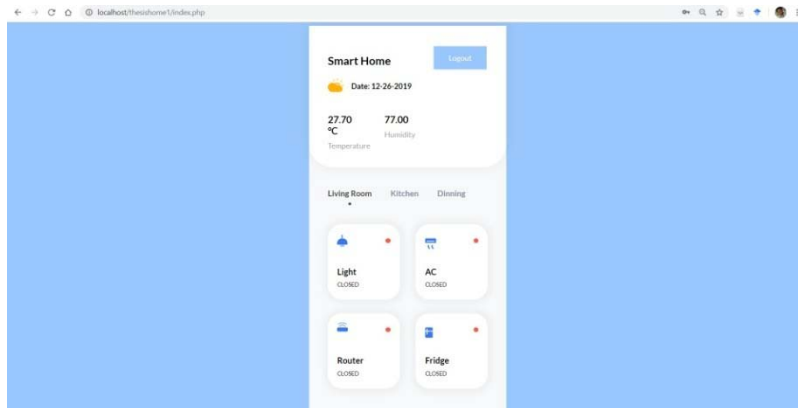 localhost/thesishome1/index.php
Smart Home
Logout
Date: 12-26-2019
27.70 77.00
°C
Humidity
Temperature
Living Room Kitchen Dinning
Light AC
CLOSED CLOSED
Router Fridge
CLOSED CLOSED